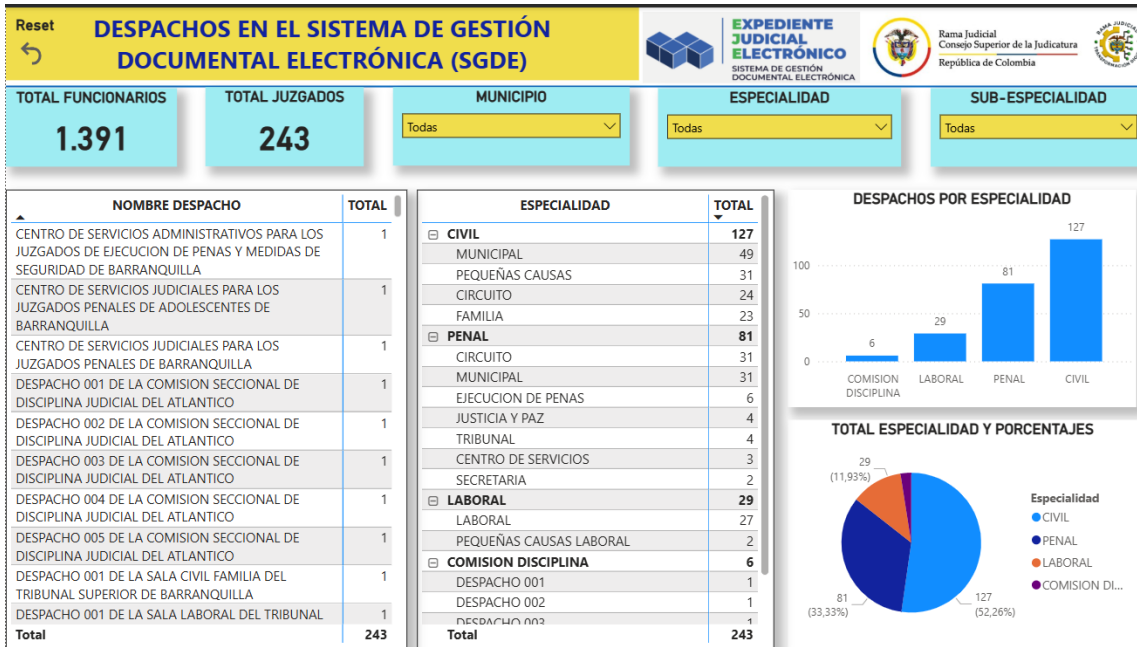 Reset
DESPACHOS EN EL SISTEMA DE GESTIÓN
DOCUMENTAL ELECTRÓNICA (SGDE)
EXPEDIENTE
JUDICIAL
ELECTRÓNICO
SISTEMA DE GESTIÓN
DOCUMENTAL ELECTRÓNICA
Rama Judicial
Consejo Superior de la Judicatura
República de Colombia
TOTAL FUNCIONARIOS
1.391
TOTAL JUZGADOS
243
MUNICIPIO
Todas
ESPECIALIDAD
Todas
SUB-ESPECIALIDAD
Todas
NOMBRE DESPACHO TOTAL
CENTRO DE SERVICIOS ADMINISTRATIVOS PARA LOS 1
JUZGADOS DE EJECUCION DE PENAS Y MEDIDAS DE
SEGURIDAD DE BARRANQUILLA
CENTRO DE SERVICIOS JUDICIALES PARA LOS 1
JUZGADOS PENALES DE ADOLESCENTES DE
BARRANQUILLA
CENTRO DE SERVICIOS JUDICIALES PARA LOS 1
JUZGADOS PENALES DE BARRANQUILLA
DESPACHO 001 DE LA COMISION SECCIONAL DE 1
DISCIPLINA JUDICIAL DEL ATLANTICO
DESPACHO 002 DE LA COMISION SECCIONAL DE 1
DISCIPLINA JUDICIAL DEL ATLANTICO
DESPACHO 003 DE LA COMISION SECCIONAL DE 1
DISCIPLINA JUDICIAL DEL ATLANTICO
DESPACHO 004 DE LA COMISION SECCIONAL DE 1
DISCIPLINA JUDICIAL DEL ATLANTICO
DESPACHO 005 DE LA COMISION SECCIONAL DE 1
DISCIPLINA JUDICIAL DEL ATLANTICO
DESPACHO 001 DE LA SALA CIVIL FAMILIA DEL 1
TRIBUNAL SUPERIOR DE BARRANQUILLA
DESPACHO 001 DE LA SALA LABORAL DEL TRIBUNAL 1
Total 243
ESPECIALIDAD TOTAL
CIVIL 127
MUNICIPAL 49
PEQUEÑAS CAUSAS 31
CIRCUITO 24
FAMILIA 23
PENAL 81
CIRCUITO 31
MUNICIPAL 31
EJECUCION DE PENAS 6
JUSTICIA Y PAZ 4
TRIBUNAL 4
CENTRO DE SERVICIOS 3
SECRETARIA 2
LABORAL 29
LABORAL 27
PEQUEÑAS CAUSAS LABORAL 2
COMISION DISCIPLINA 6
DESPACHO 001 1
DESPACHO 002 1
DESPACHO 003 1
Total 243
DESPACHOS POR ESPECIALIDAD
127
100
81
50
29
6
0
COMISION DISCIPLINA
LABORAL
PENAL
CIVIL
TOTAL ESPECIALIDAD Y PORCENTAJES
29
(11,93%)
81
(33,33%)
127
(52,26%)
Especialidad
CIVIL
PENAL
LABORAL
COMISION DI...